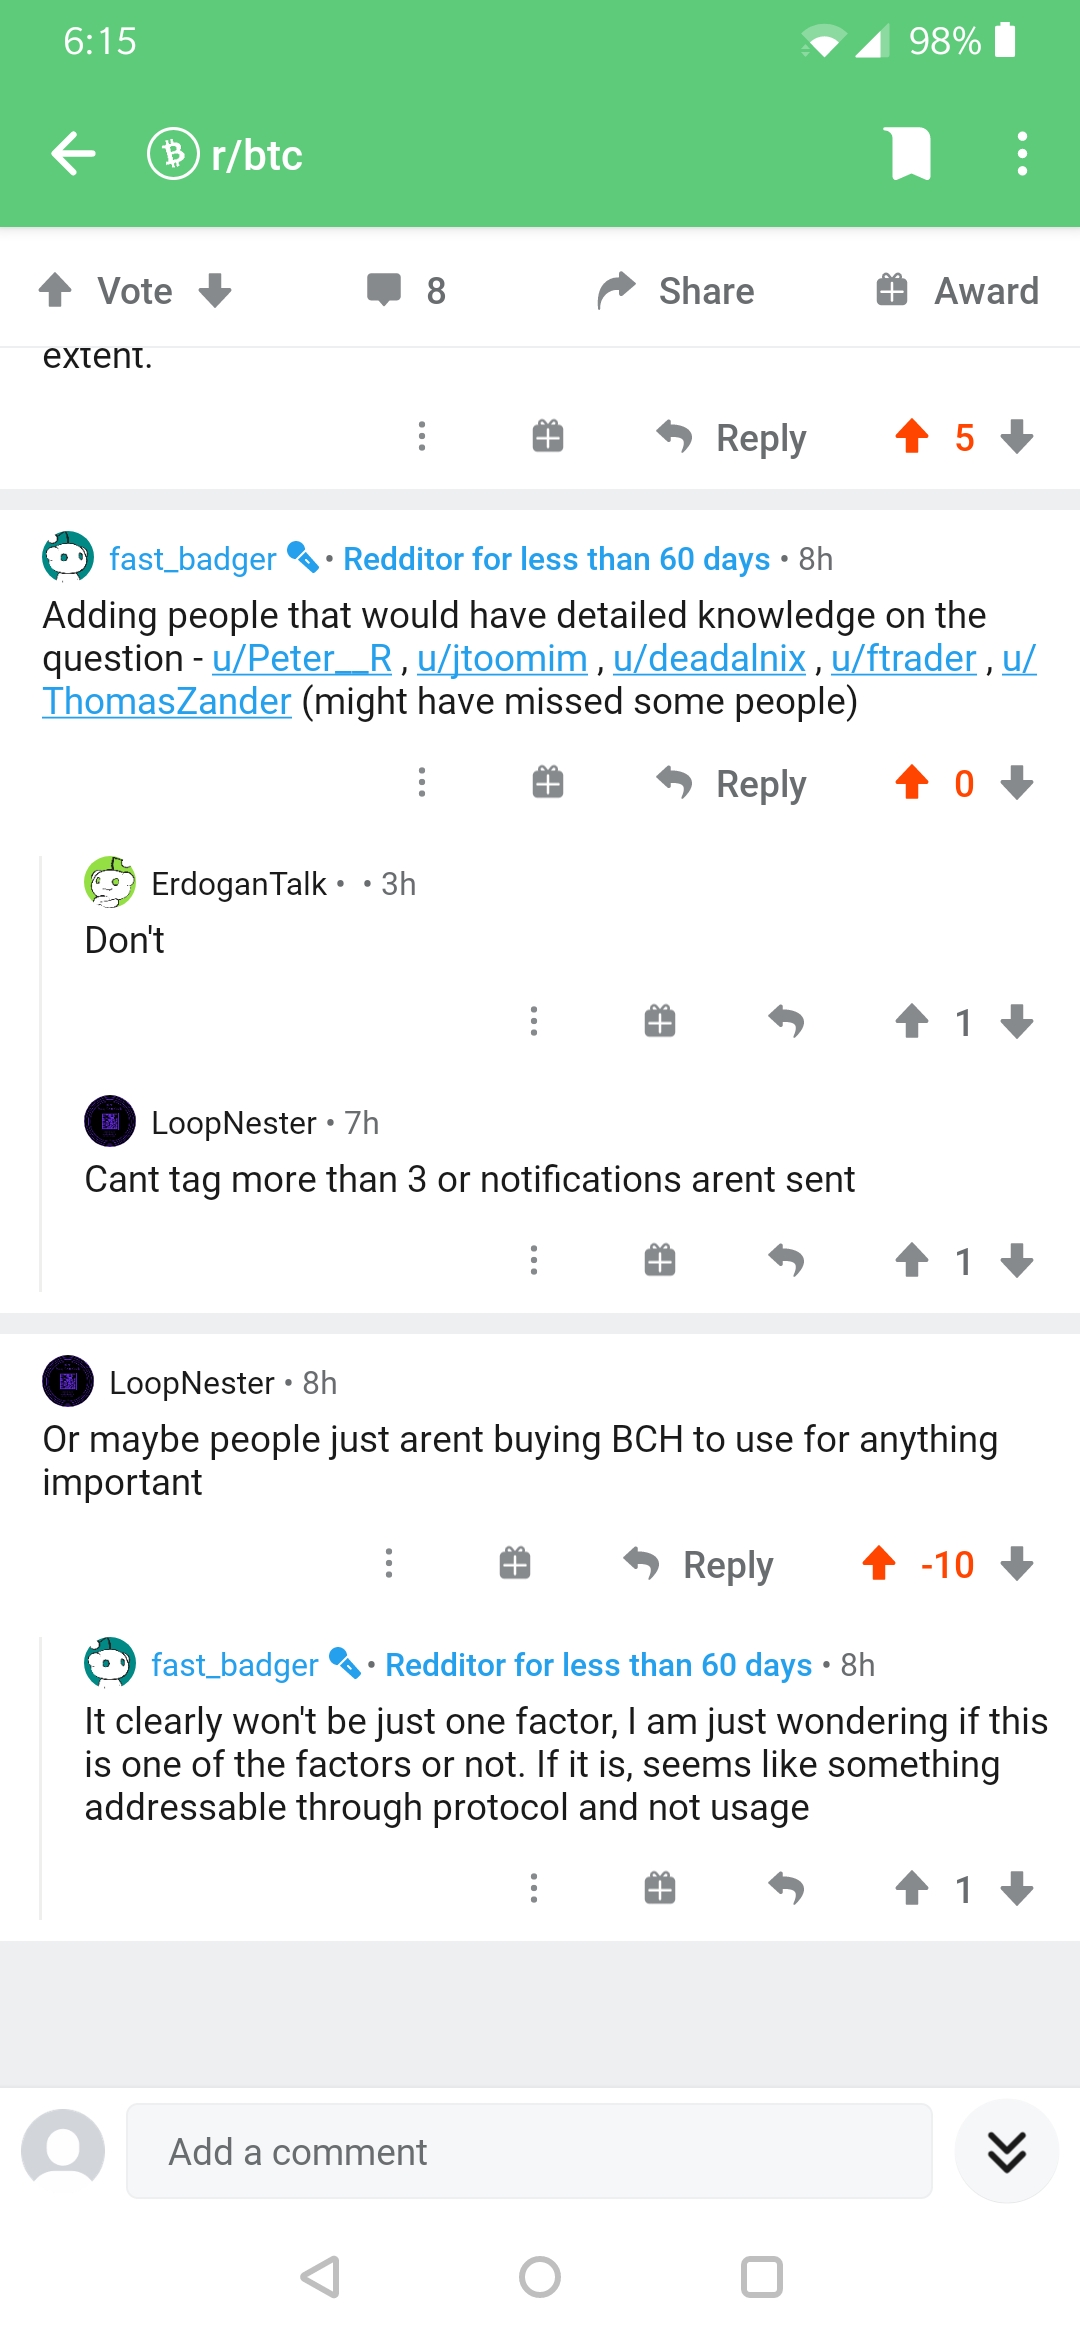 6:15
98%
r/btc
Vote
8
Share
Award
extent.
Reply
5
fast_badger • Redditor for less than 60 days • 8h
Adding people that would have detailed knowledge on the
question - u/Peter__R , u/jtoomim , u/deadalnix , u/ftrader , u/
ThomasZander (might have missed some people)
Reply
0
ErdoganTalk • • 3h
Don't
1
LoopNester • 7h
Cant tag more than 3 or notifications arent sent
1
LoopNester • 8h
Or maybe people just arent buying BCH to use for anything
important
Reply
-10
fast_badger • Redditor for less than 60 days • 8h
It clearly won't be just one factor, I am just wondering if this
is one of the factors or not. If it is, seems like something
addressable through protocol and not usage
1
Add a comment